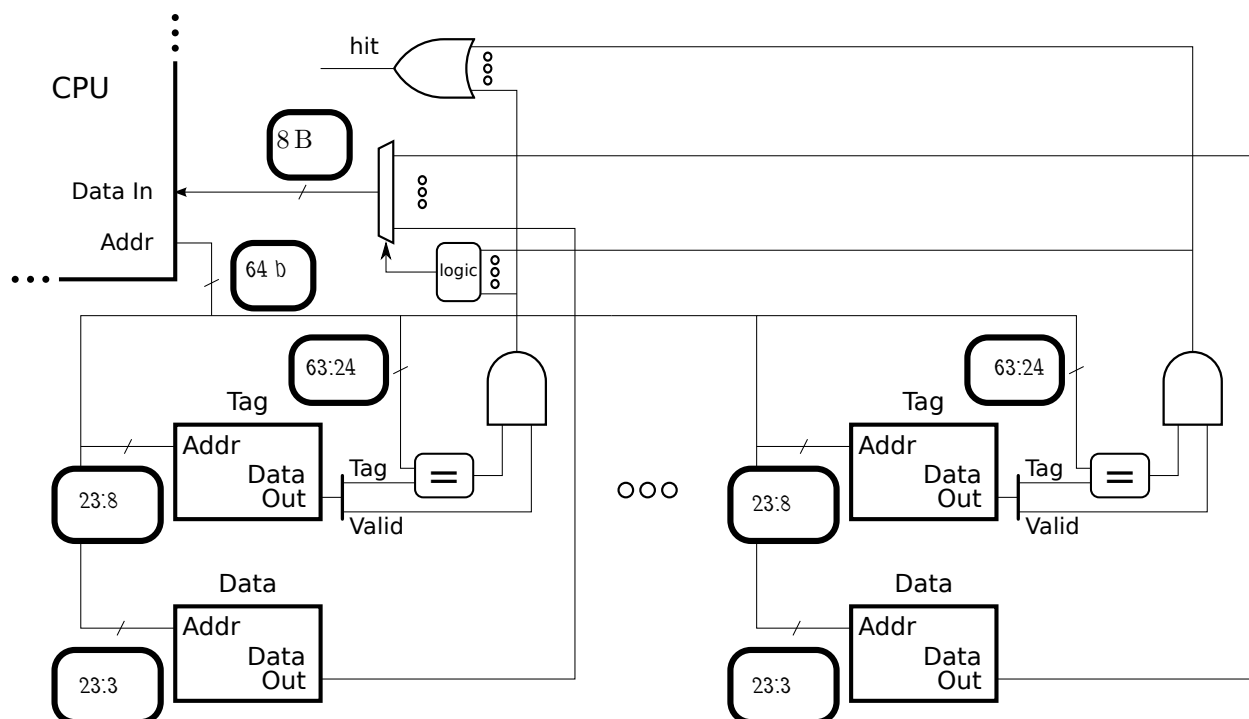 hit
CPU
8 B
Data In
Addr
64 b
logic
63:24
63:24
Tag
Tag
Addr
Data
Out
Tag
=
Valid
Addr
Data
Out
Tag
=
Valid
23:8
23:8
Data
Data
Addr
Data
Out
Addr
Data
Out
23:3
23:3